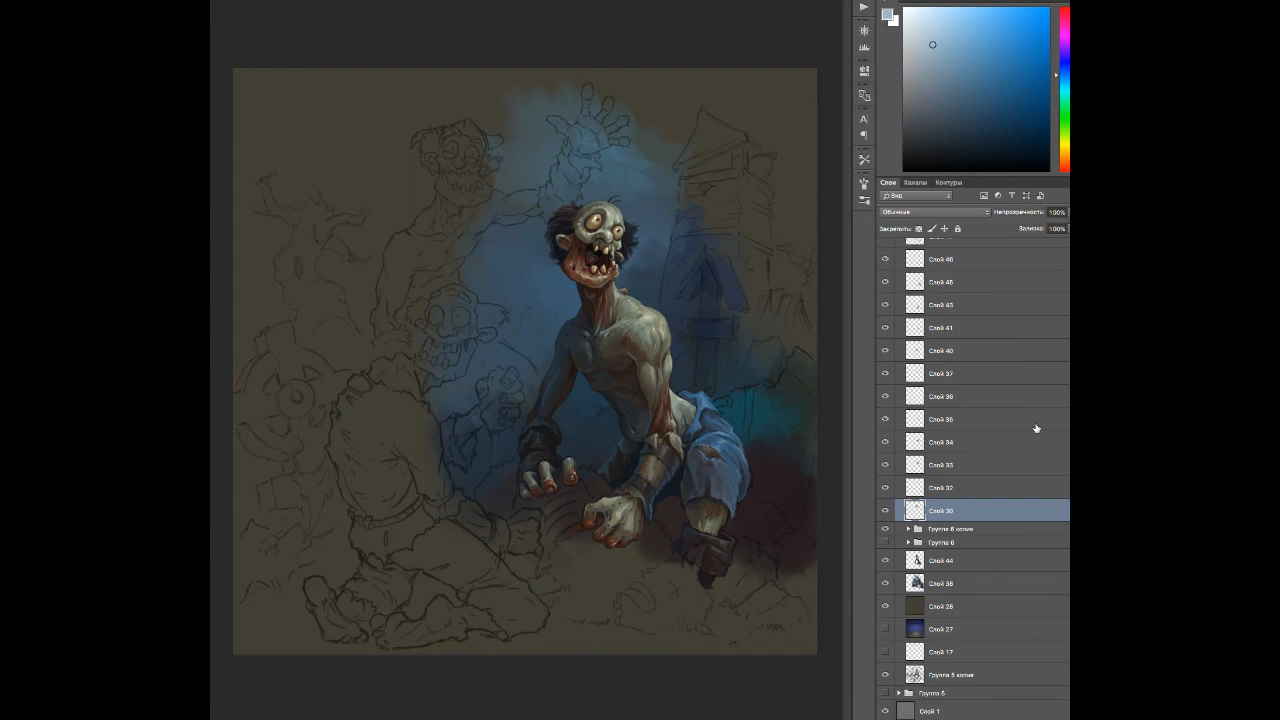 Слои Каналы Контуры
Вид
Обычные Непрозрачность: 100%
Закрепить: Заливка: 100%
Слой 48
Слой 45
Слой 43
Слой 41
Слой 40
Слой 37
Слой 36
Слой 35
Слой 34
Слой 33
Слой 32
Слой 30
Группа 6 копия
Группа 6
Слой 44
Слой 38
Слой 28
Слой 27
Слой 17
Группа 5 копия
Группа 5
Слой 1